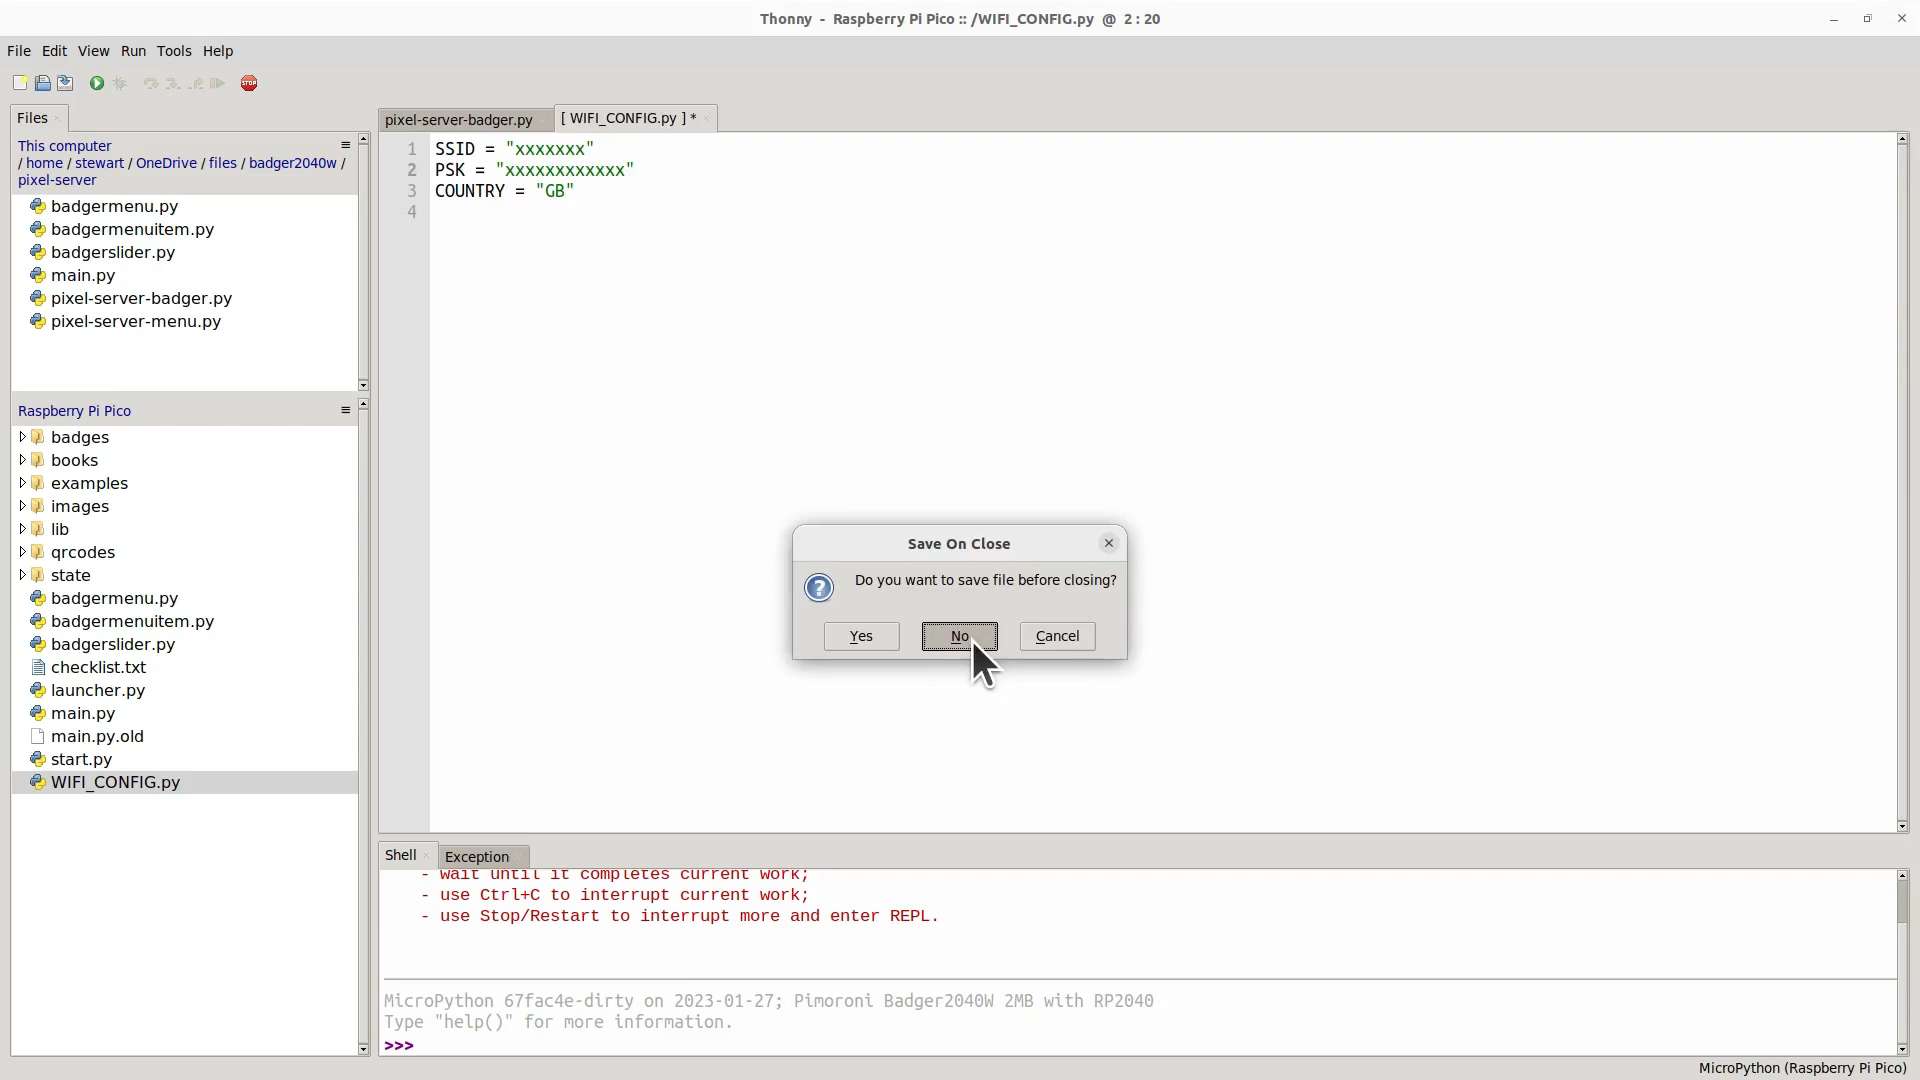 Thonny - Raspberry Pi Pico :: /WIFI_CONFIG.py @ 2 : 20
File Edit View Run Tools Help
STOP
Files
This computer
/ home / stewart / OneDrive / files / badger2040w /
pixel-server
badgermenu.py
badgermenuitem.py
badgerslider.py
main.py
pixel-server-badger.py
pixel-server-menu.py
Raspberry Pi Pico
badges
books
examples
images
lib
qrcodes
state
badgermenu.py
badgermenuitem.py
badgerslider.py
checklist.txt
launcher.py
main.py
main.py.old
start.py
WIFI_CONFIG.py
pixel-server-badger.py
[ WIFI_CONFIG.py ] *
1 SSID = "xxxxxxx"
2 PSK = "xxxxxxxxxxxx"
3 COUNTRY = "GB"
4
Save On Close
Do you want to save file before closing?
Yes No Cancel
Shell Exception
- wait until it completes current work;
- use Ctrl+C to interrupt current work;
- use Stop/Restart to interrupt more and enter REPL.
MicroPython 67fac4e-dirty on 2023-01-27; Pimoroni Badger2040W 2MB with RP2040
Type "help()" for more information.
>>>
MicroPython (Raspberry Pi Pico)